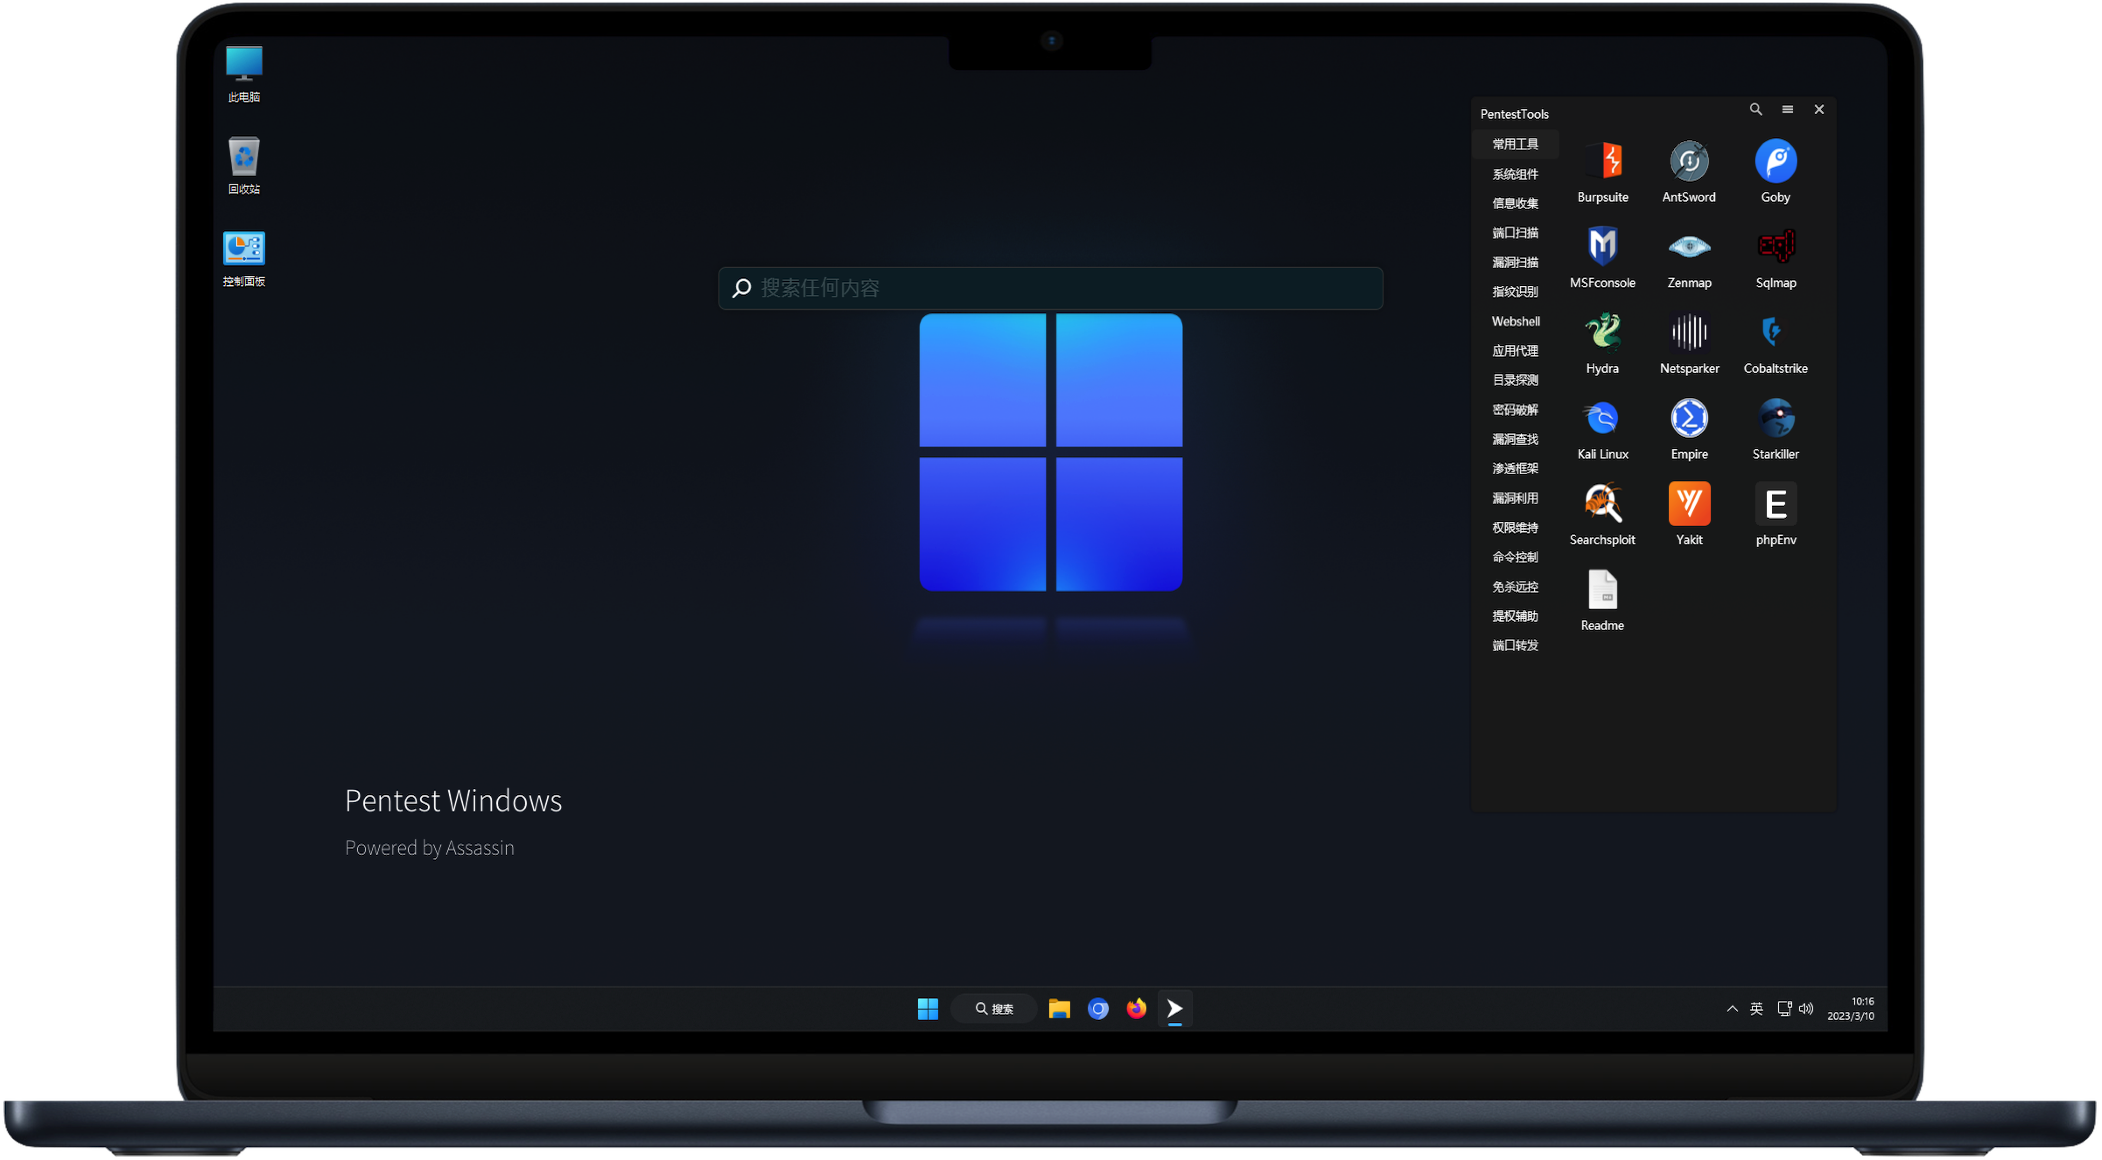 此电脑
回收站
控制面板
搜索任何内容
Pentest Windows
Powered by Assassin
PentestTools
常用工具
系统组件
信息收集
端口扫描
漏洞扫描
指纹识别
Webshell
应用代理
目录探测
密码破解
漏洞查找
渗透框架
漏洞利用
权限维持
命令控制
免杀远控
提权辅助
端口转发
Burpsuite
AntSword
Goby
MSFconsole
Zenmap
sql
Sqlmap
Hydra
Netsparker
Cobaltstrike
Kali Linux
Empire
Starkiller
Searchsploit
Yakit
E
phpEnv
Readme
搜索
英
10:16
2023/3/10